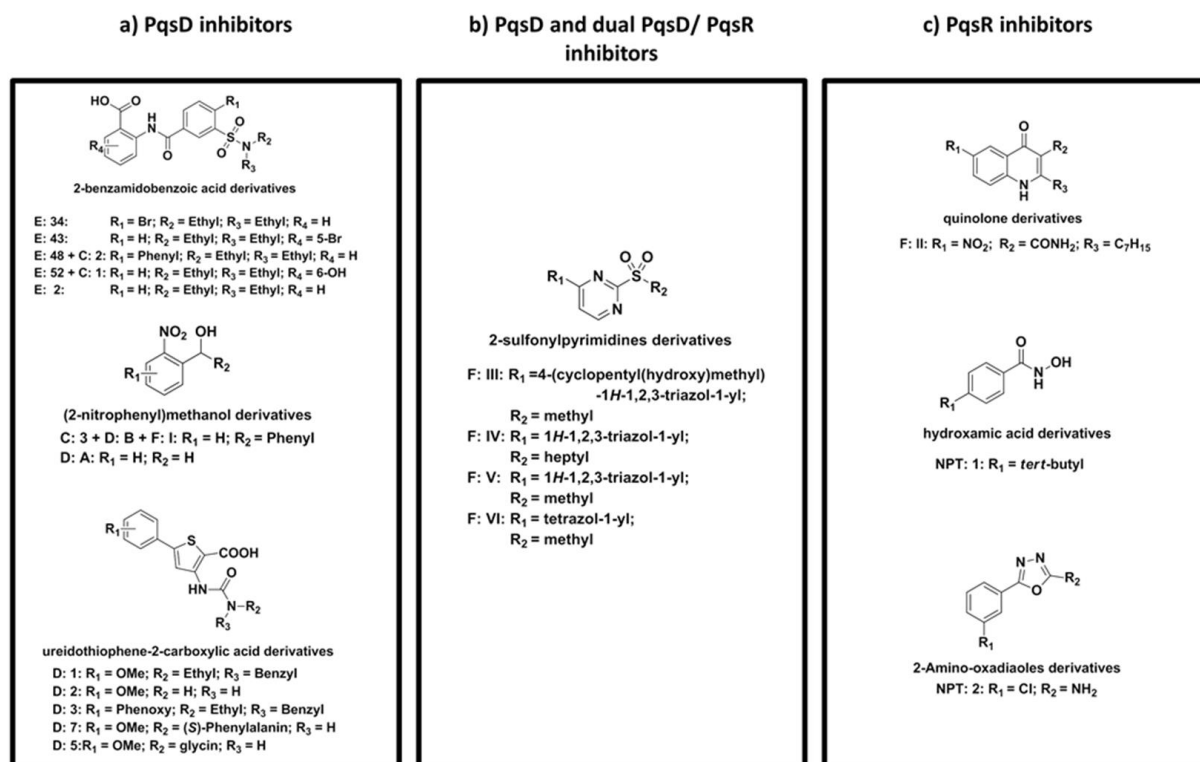 a) PqsD inhibitors
b) PqsD and dual PqsD/ PqsR
inhibitors
c) PqsR inhibitors
HO
O
R₁
R₄
H
N
O
O
S
O
N
R₂
R₃
2-benzamidobenzoic acid derivatives
E: 34: R₁ = Br; R₂ = Ethyl; R₃ = Ethyl; R₄ = H
E: 43: R₁ = H; R₂ = Ethyl; R₃ = Ethyl; R₄ = 5-Br
E: 48 + C: 2: R₁ = Phenyl; R₂ = Ethyl; R₃ = Ethyl; R₄ = H
E: 52 + C: 1: R₁ = H; R₂ = Ethyl; R₃ = Ethyl; R₄ = 6-OH
E: 2: R₁ = H; R₂ = Ethyl; R₃ = Ethyl; R₄ = H
NO₂ OH
R₁
R₂
(2-nitrophenyl)methanol derivatives
C: 3 + D: B + F: I: R₁ = H; R₂ = Phenyl
D: A: R₁ = H; R₂ = H
R₁
S
COOH
HN
O
N
R₂
R₃
ureidothiophene-2-carboxylic acid derivatives
D: 1: R₁ = OMe; R₂ = Ethyl; R₃ = Benzyl
D: 2: R₁ = OMe; R₂ = H; R₃ = H
D: 3: R₁ = Phenoxy; R₂ = Ethyl; R₃ = Benzyl
D: 7: R₁ = OMe; R₂ = (S)-Phenylalanin; R₃ = H
D: 5:R₁ = OMe; R₂ = glycin; R₃ = H
R₁
N
O O
S
R₂
N
2-sulfonylpyrimidines derivatives
F: III: R₁ =4-(cyclopentyl(hydroxy)methyl)
-1H-1,2,3-triazol-1-yl;
R₂ = methyl
F: IV: R₁ = 1H-1,2,3-triazol-1-yl;
R₂ = heptyl
F: V: R₁ = 1H-1,2,3-triazol-1-yl;
R₂ = methyl
F: VI: R₁ = tetrazol-1-yl;
R₂ = methyl
O
R₁
R₂
N
H
R₃
quinolone derivatives
F: II: R₁ = NO₂; R₂ = CONH₂; R₃ = C₇H₁₅
O
OH
N
H
R₁
hydroxamic acid derivatives
NPT: 1: R₁ = tert-butyl
N N
O
R₂
R₁
2-Amino-oxadiaoles derivatives
NPT: 2: R₁ = Cl; R₂ = NH₂